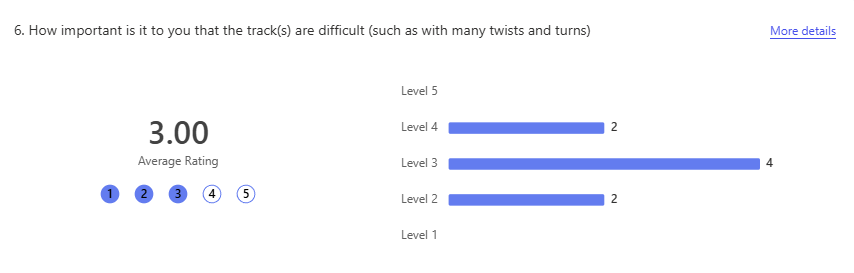 6. How important is it to you that the track(s) are difficult (such as with many twists and turns)
More details
3.00
Average Rating
1 2 3 4 5
Level 5
Level 4 2
Level 3 4
Level 2 2
Level 1